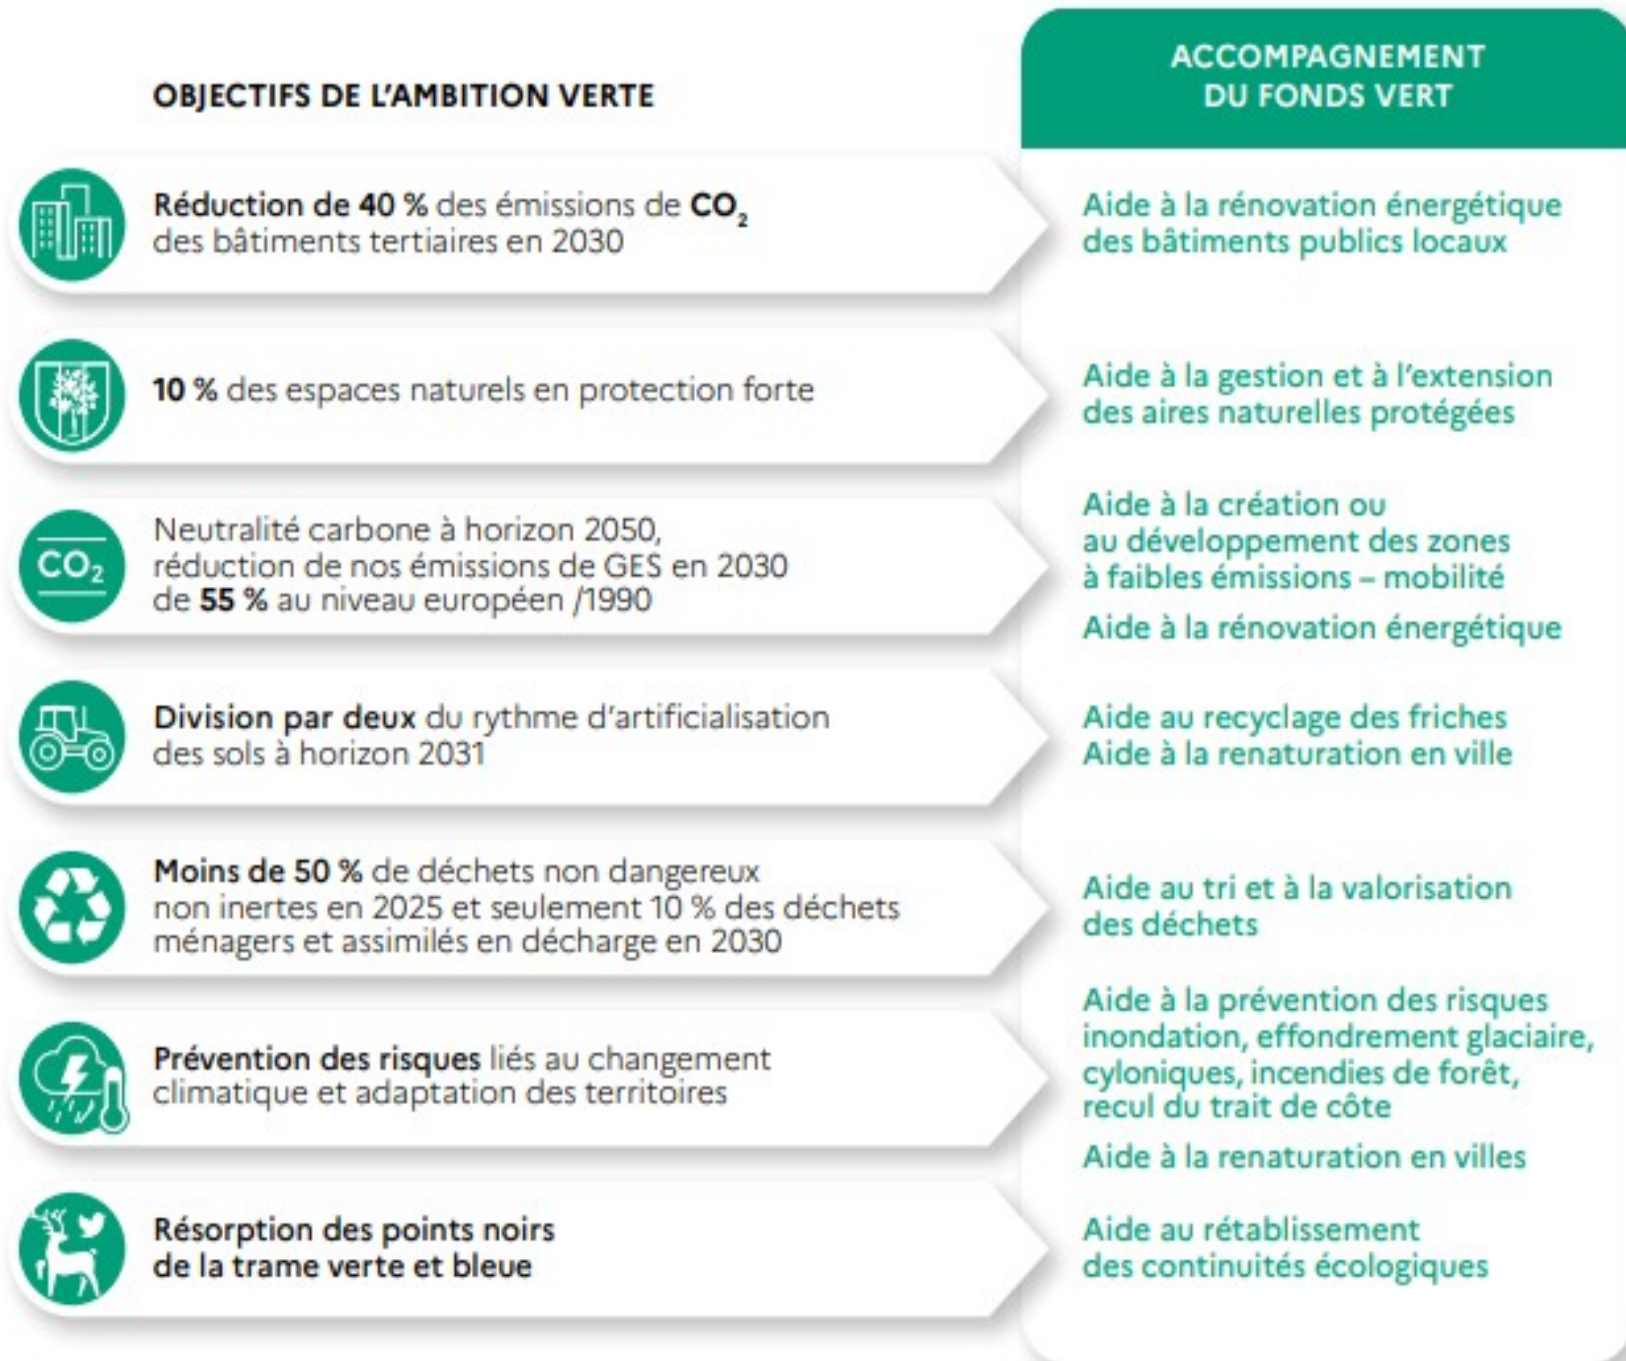 OBJECTIFS DE L'AMBITION VERTE
ACCOMPAGNEMENT
DU FONDS VERT
Réduction de 40 % des émissions de CO₂
des bâtiments tertiaires en 2030
Aide à la rénovation énergétique
des bâtiments publics locaux
10 % des espaces naturels en protection forte
Aide à la gestion et à l'extension
des aires naturelles protégées
CO₂
Neutralité carbone à horizon 2050,
réduction de nos émissions de GES en 2030
de 55 % au niveau européen /1990
Aide à la création ou
au développement des zones
à faibles émissions – mobilité
Aide à la rénovation énergétique
Division par deux du rythme d'artificialisation
des sols à horizon 2031
Aide au recyclage des friches
Aide à la renaturation en ville
Moins de 50 % de déchets non dangereux
non inertes en 2025 et seulement 10 % des déchets
ménagers et assimilés en décharge en 2030
Aide au tri et à la valorisation
des déchets
Prévention des risques liés au changement
climatique et adaptation des territoires
Aide à la prévention des risques
inondation, effondrement glaciaire,
cyloniques, incendies de forêt,
recul du trait de côte
Aide à la renaturation en villes
Résorption des points noirs
de la trame verte et bleue
Aide au rétablissement
des continuités écologiques